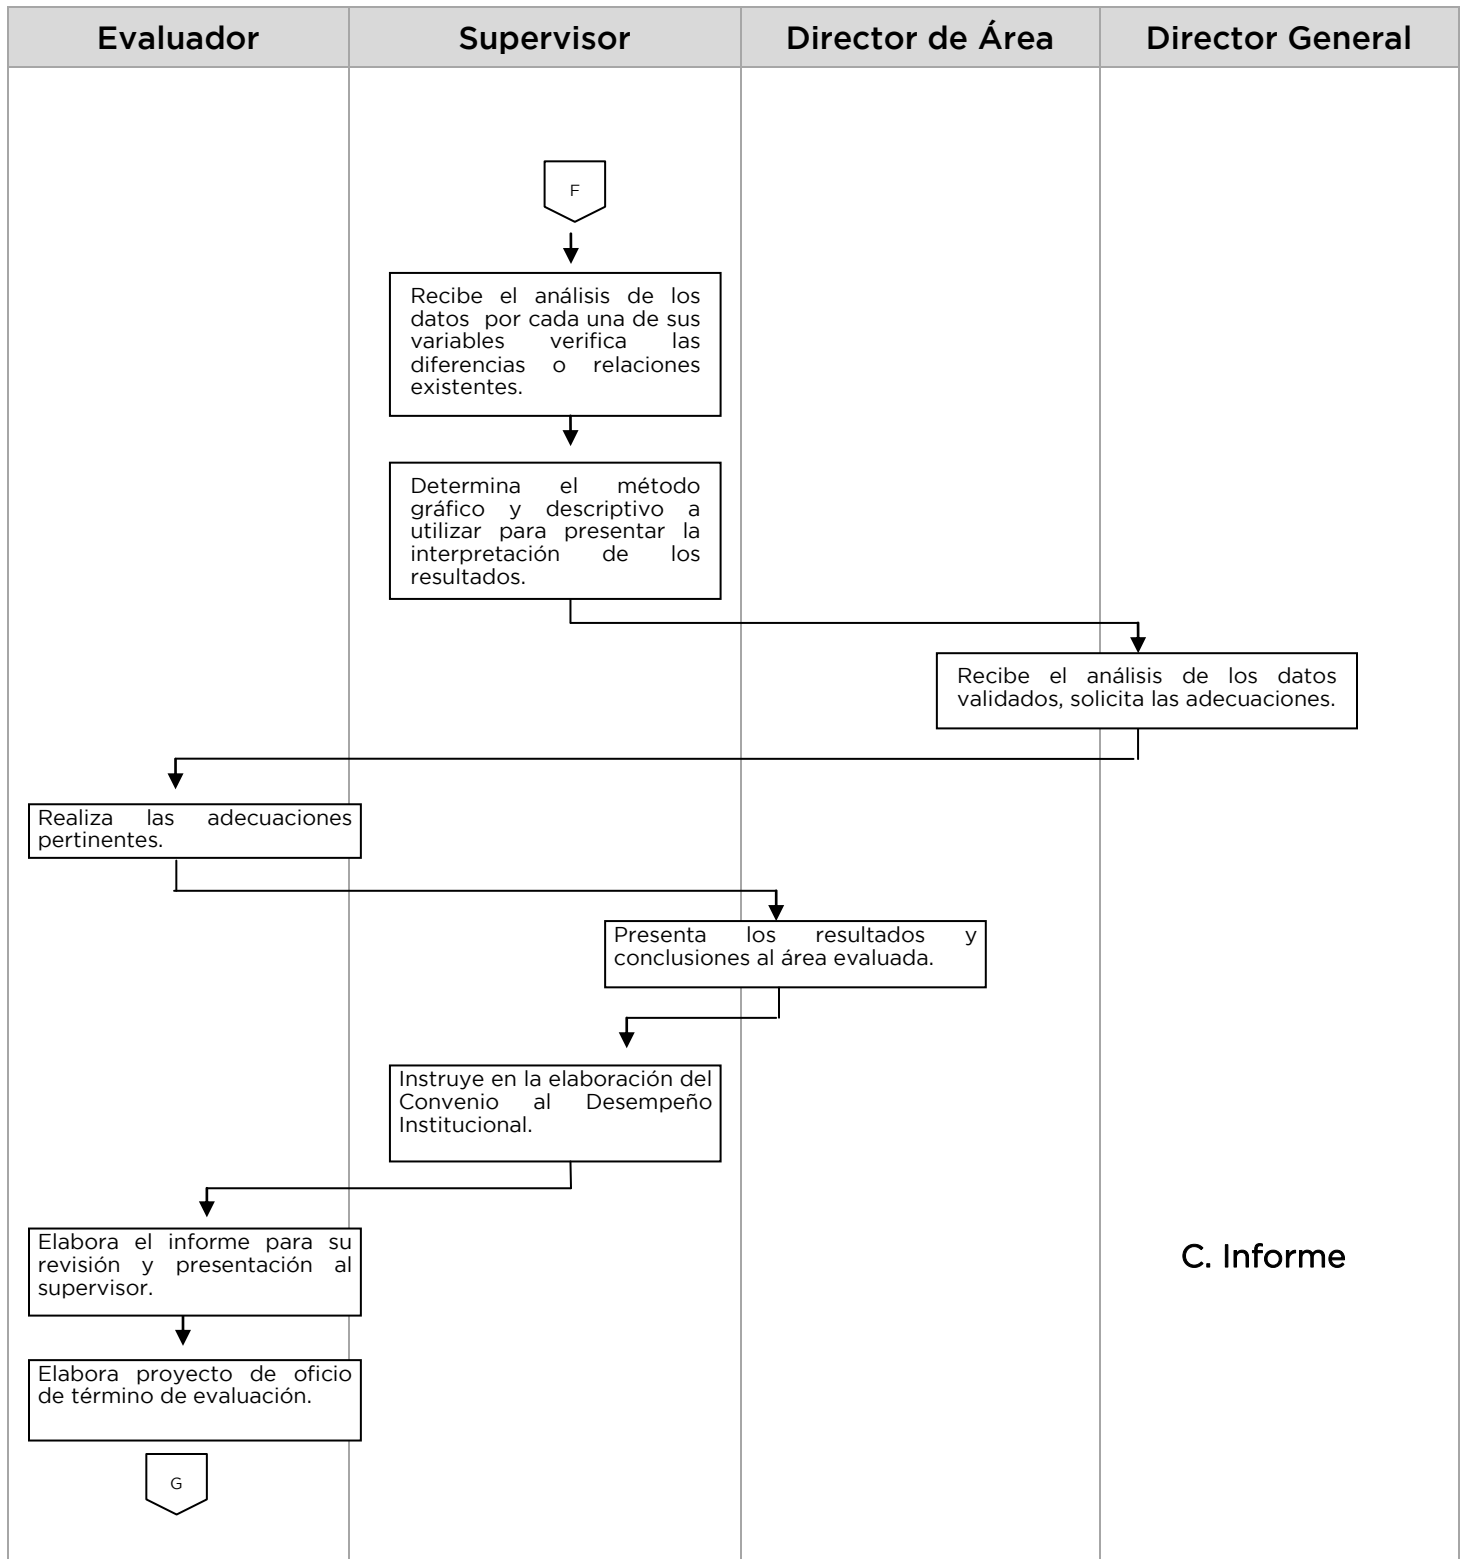 Evaluador Supervisor Director de Área Director General
F
Recibe el análisis de los
datos por cada una de sus
variables verifica las
diferencias o relaciones
existentes.
Determina el método
gráfico y descriptivo a
utilizar para presentar la
interpretación de los
resultados.
Recibe el análisis de los datos
validados, solicita las adecuaciones.
Realiza las adecuaciones
pertinentes.
Presenta los resultados y
conclusiones al área evaluada.
Instruye en la elaboración del
Convenio al Desempeño
Institucional.
Elabora el informe para su
revisión y presentación al
supervisor.
C. Informe
Elabora proyecto de oficio
de término de evaluación.
G